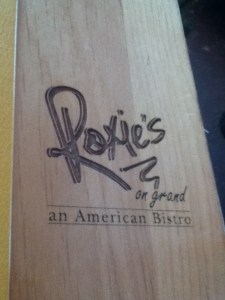 Roxie's
on grand
an American Bistro